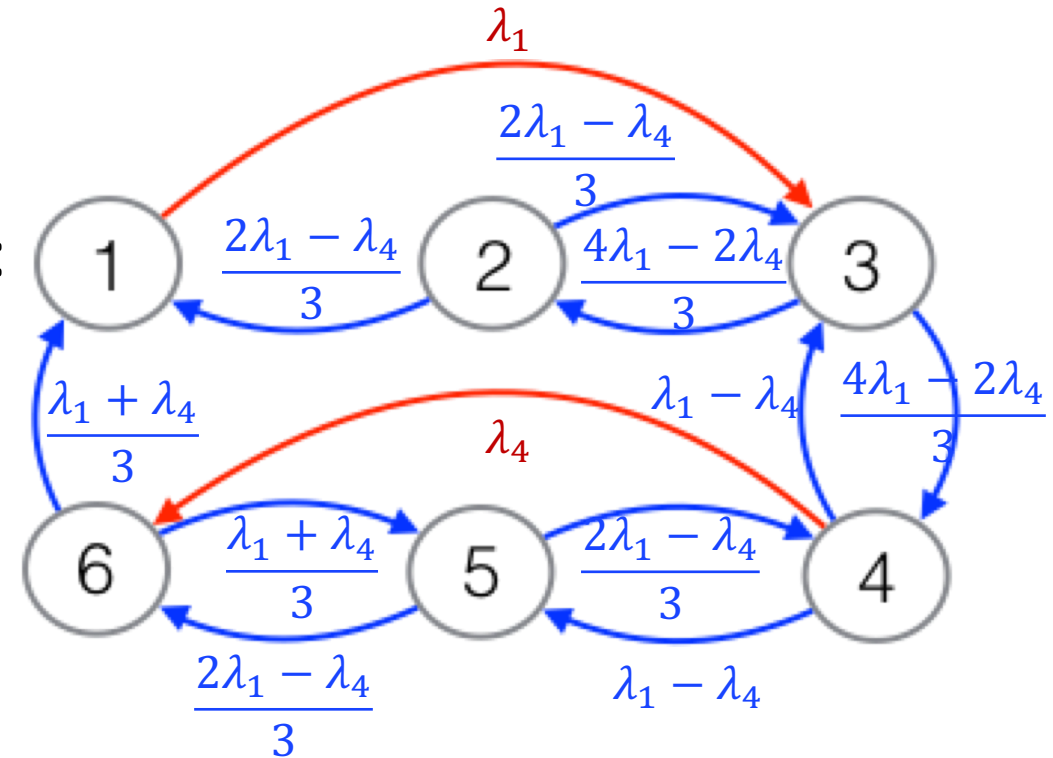 λ₁
(2λ₁ − λ₄)/3
:
1
(2λ₁ − λ₄)/3
2
(4λ₁ − 2λ₄)/3
3
(λ₁ + λ₄)/3
λ₄
λ₁ − λ₄
(4λ₁ − 2λ₄)/3
6
(λ₁ + λ₄)/3
5
(2λ₁ − λ₄)/3
4
(2λ₁ − λ₄)/3
λ₁ − λ₄